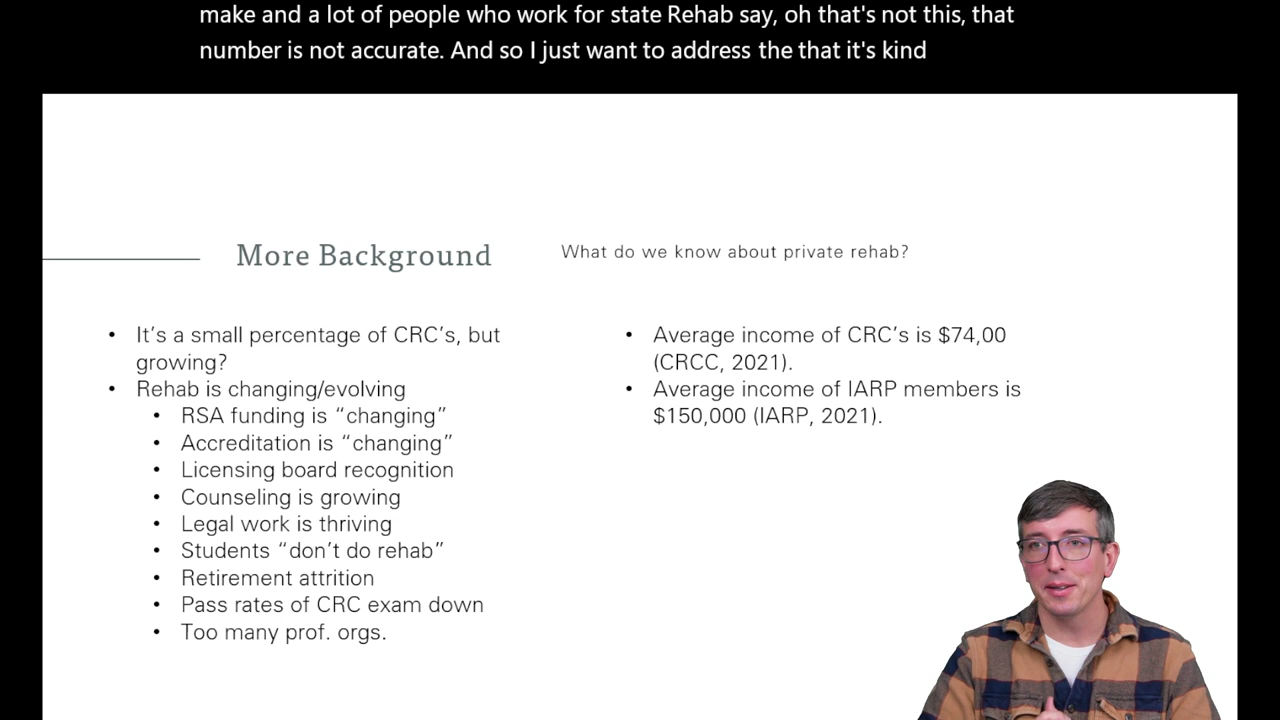 make and a lot of people who work for state Rehab say, oh that's not this, that
number is not accurate. And so I just want to address the that it's kind
More Background
What do we know about private rehab?
• It's a small percentage of CRC's, but
growing?
• Rehab is changing/evolving
• RSA funding is “changing”
• Accreditation is “changing”
• Licensing board recognition
• Counseling is growing
• Legal work is thriving
• Students “don't do rehab”
• Retirement attrition
• Pass rates of CRC exam down
• Too many prof. orgs.
• Average income of CRC's is $74,00
(CRCC, 2021).
• Average income of IARP members is
$150,000 (IARP, 2021).